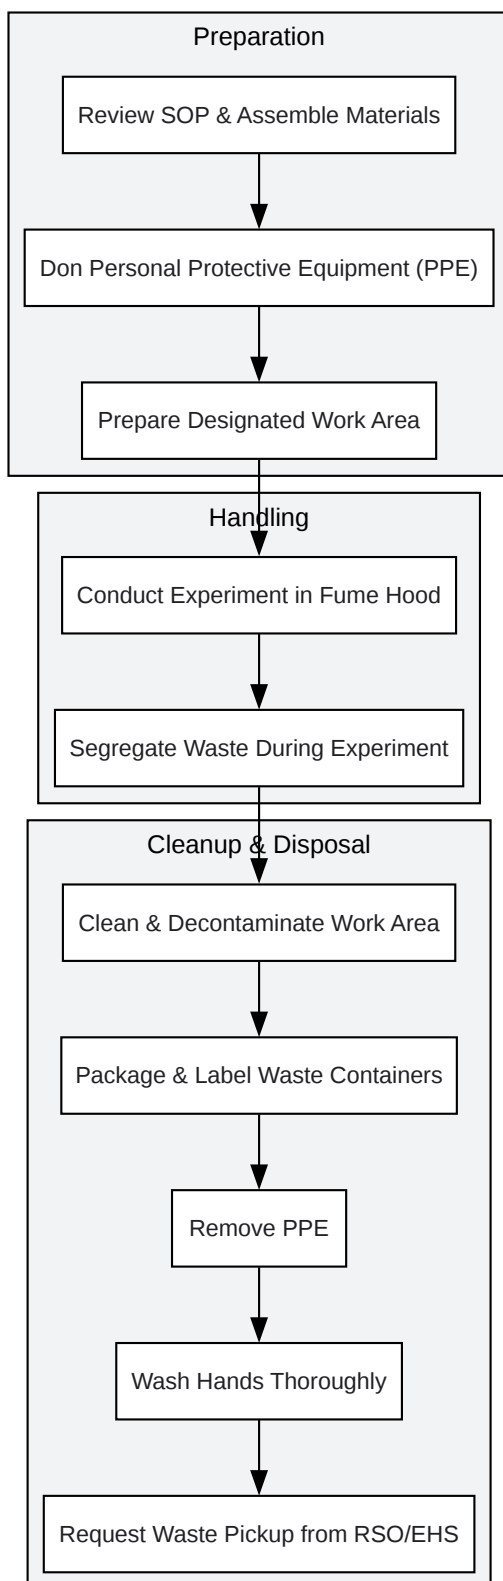 Preparation
Review SOP & Assemble Materials
Don Personal Protective Equipment (PPE)
Prepare Designated Work Area
Handling
Conduct Experiment in Fume Hood
Segregate Waste During Experiment
Cleanup & Disposal
Clean & Decontaminate Work Area
Package & Label Waste Containers
Remove PPE
Wash Hands Thoroughly
Request Waste Pickup from RSO/EHS